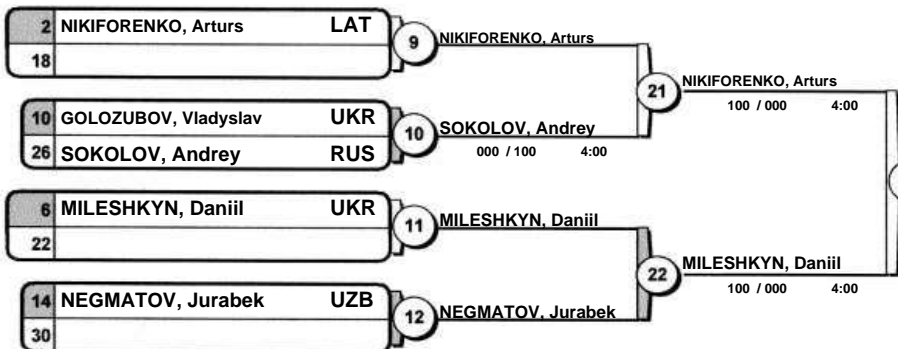 2 NIKIFORENKO, Arturs LAT
18
9 NIKIFORENKO, Arturs
10 GOLOZUBOV, Vladyslav UKR
26 SOKOLOV, Andrey RUS
10 SOKOLOV, Andrey
000 / 100 4:00
21 NIKIFORENKO, Arturs
100 / 000 4:00
6 MILESHKYN, Daniil UKR
22
11 MILESHKYN, Daniil
14 NEGMATOV, Jurabek UZB
30
12 NEGMATOV, Jurabek
22 MILESHKYN, Daniil
100 / 000 4:00